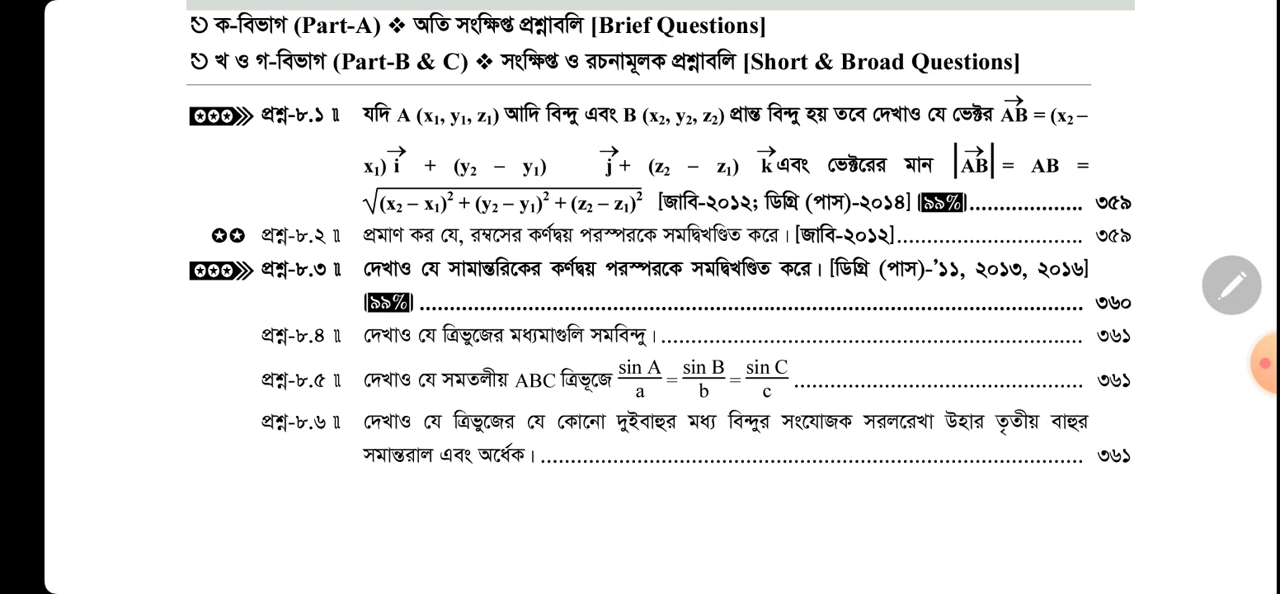 ক-বিভাগ (Part-A) ❖ অতি সংক্ষিপ্ত প্রশ্নাবলি [Brief Questions]
খ ও গ-বিভাগ (Part-B & C) ❖ সংক্ষিপ্ত ও রচনামূলক প্রশ্নাবলি [Short & Broad Questions]
✪✪✪ প্রশ্ন-৮.১ ॥ যদি A (x₁, y₁, z₁) আদি বিন্দু এবং B (x₂, y₂, z₂) প্রান্ত বিন্দু হয় তবে দেখাও যে ভেক্টর AB⃗ = (x₂ –
x₁) i⃗ + (y₂ – y₁) j⃗ + (z₂ – z₁) k⃗ এবং ভেক্টরের মান |AB⃗| = AB =
√(x₂ – x₁)² + (y₂ – y₁)² + (z₂ – z₁)² [জাবি-২০১২; ডিগ্রি (পাস)-২০১৪] [৯৯%] .................. ৩৫৯
✪✪ প্রশ্ন-৮.২ ॥ প্রমাণ কর যে, রম্বসের কর্ণদ্বয় পরস্পরকে সমদ্বিখণ্ডিত করে। [জাবি-২০১২] .............................. ৩৫৯
✪✪✪ প্রশ্ন-৮.৩ ॥ দেখাও যে সামান্তরিকের কর্ণদ্বয় পরস্পরকে সমদ্বিখণ্ডিত করে। [ডিগ্রি (পাস)-’১১, ২০১৩, ২০১৬]
[৯৯%] .................................................. ৩৬০
প্রশ্ন-৮.৪ ॥ দেখাও যে ত্রিভুজের মধ্যমাগুলি সমবিন্দু। .................................................. ৩৬১
প্রশ্ন-৮.৫ ॥ দেখাও যে সমতলীয় ABC ত্রিভূজে sin A/a = sin B/b = sin C/c .................................................. ৩৬১
প্রশ্ন-৮.৬ ॥ দেখাও যে ত্রিভুজের যে কোনো দুইবাহুর মধ্য বিন্দুর সংযোজক সরলরেখা উহার তৃতীয় বাহুর
সমান্তরাল এবং অর্ধেক। .................................................. ৩৬১